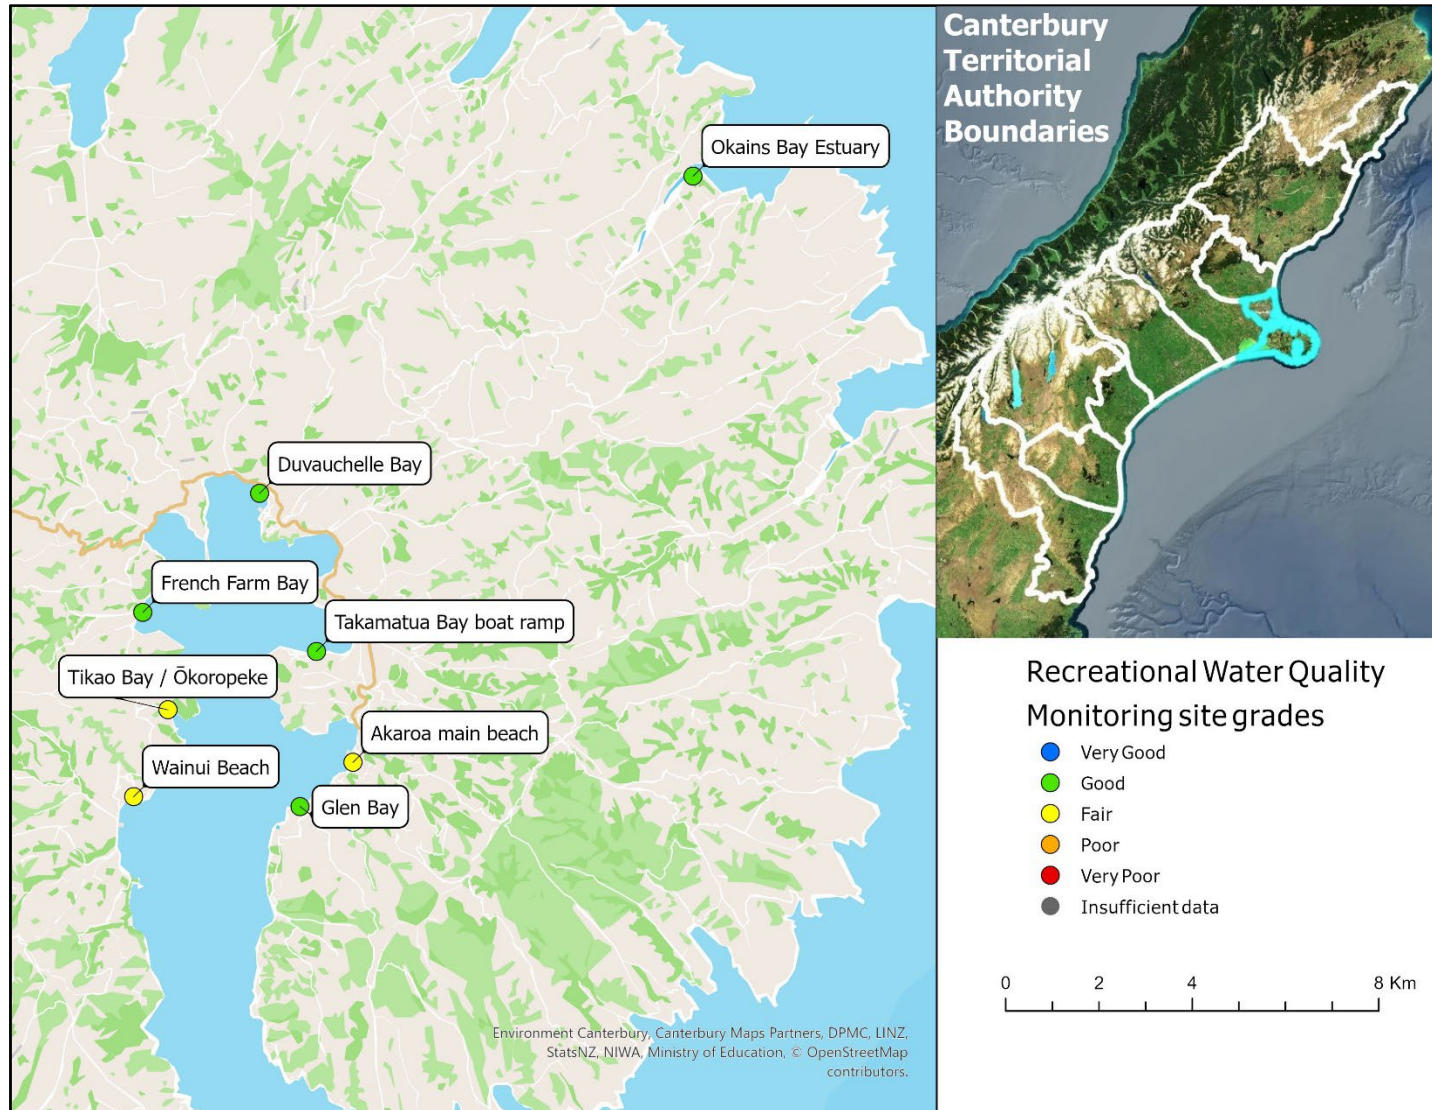 Okains Bay Estuary
Duvauchelle Bay
French Farm Bay
Takamatua Bay boat ramp
Tikao Bay / Ōkoropeke
Akaroa main beach
Wainui Beach
Glen Bay
Environment Canterbury, Canterbury Maps Partners, DPMC, LINZ,
StatsNZ, NIWA, Ministry of Education, © OpenStreetMap
contributors.
Canterbury
Territorial
Authority
Boundaries
Recreational Water Quality
Monitoring site grades
Very Good
Good
Fair
Poor
Very Poor
Insufficient data
0 2 4 8 Km